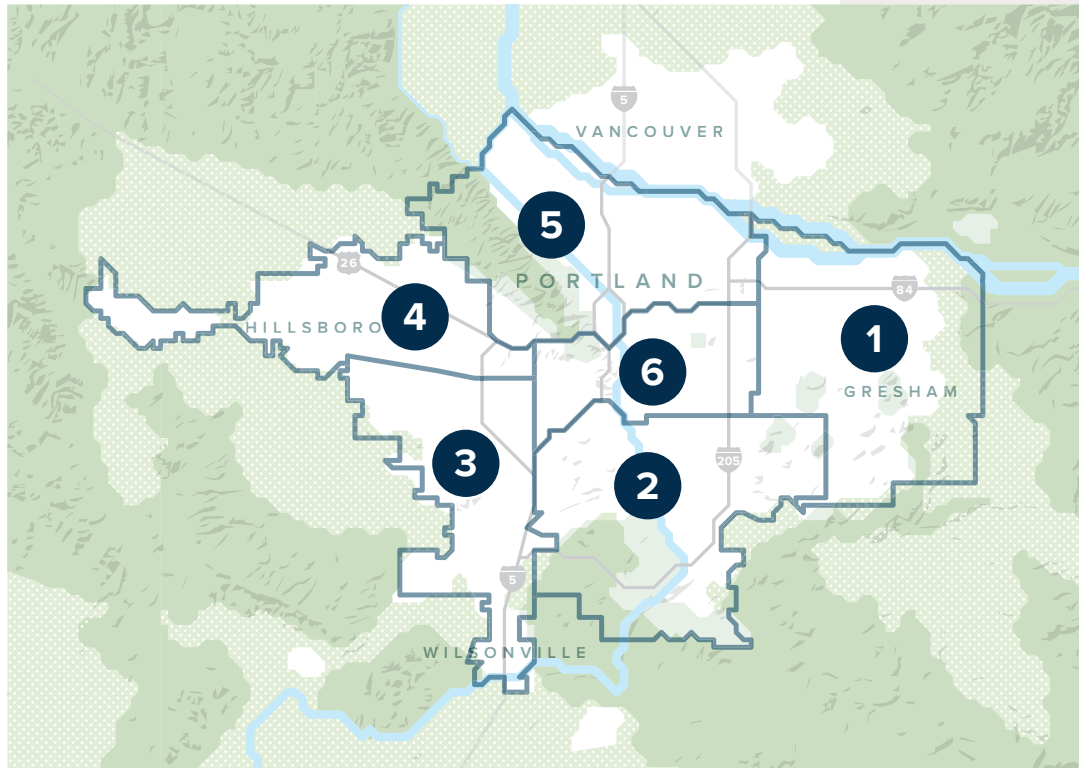 5
VANCOUVER
5
26
PORTLAND
84
HILLSBORO
4
1
6
GRESHAM
3
205
2
5
WILSONVILLE